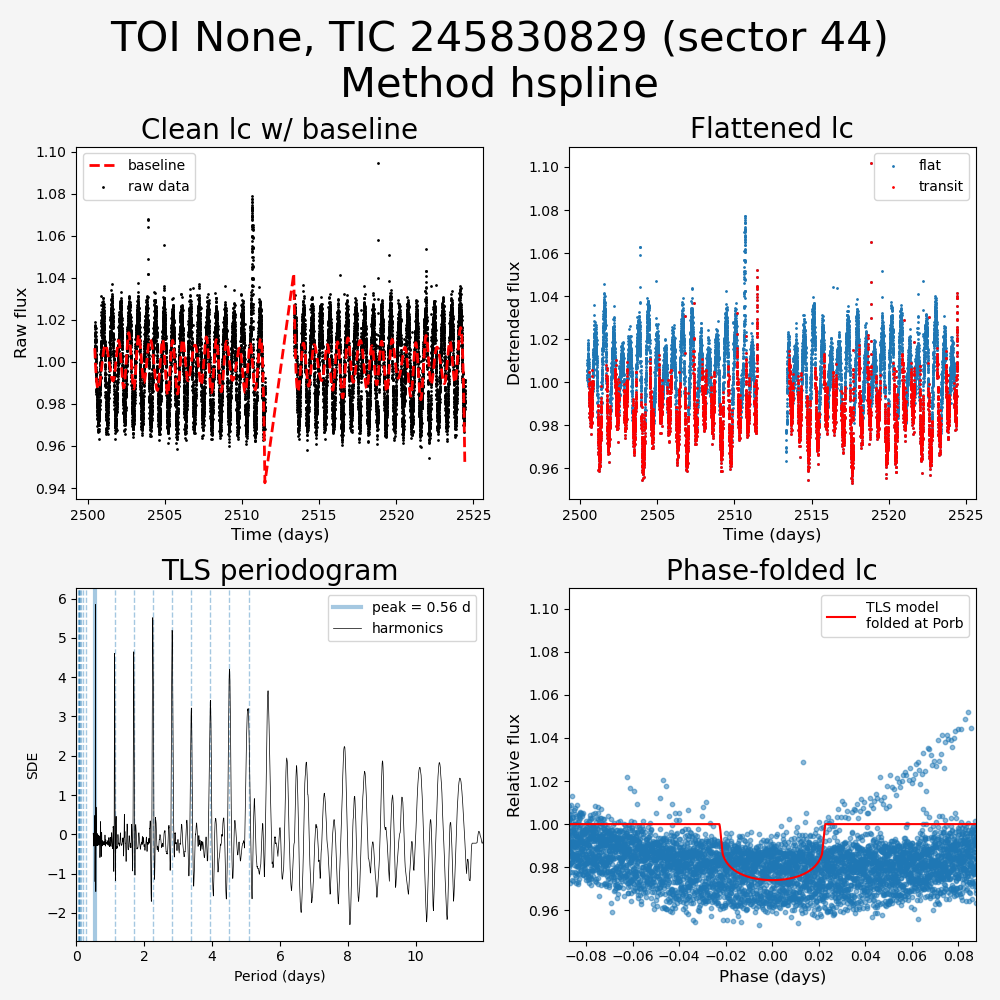 TOI None, TIC 245830829 (sector 44)
Method hspline
Clean lc w/ baseline
baseline
raw data
1.10
1.08
1.06
1.04
1.02
1.00
0.98
0.96
0.94
Raw flux
2500
2505
2510
2515
2520
2525
Time (days)
Flattened lc
flat
transit
1.10
1.08
1.06
1.04
1.02
1.00
0.98
0.96
Detrended flux
2500
2505
2510
2515
2520
2525
Time (days)
TLS periodogram
peak = 0.56 d
harmonics
6
5
4
3
2
1
0
−1
−2
SDE
0
2
4
6
8
10
Period (days)
Phase-folded lc
TLS model
folded at Porb
1.10
1.08
1.06
1.04
1.02
1.00
0.98
0.96
Relative flux
−0.08
−0.06
−0.04
−0.02
0.00
0.02
0.04
0.06
0.08
Phase (days)